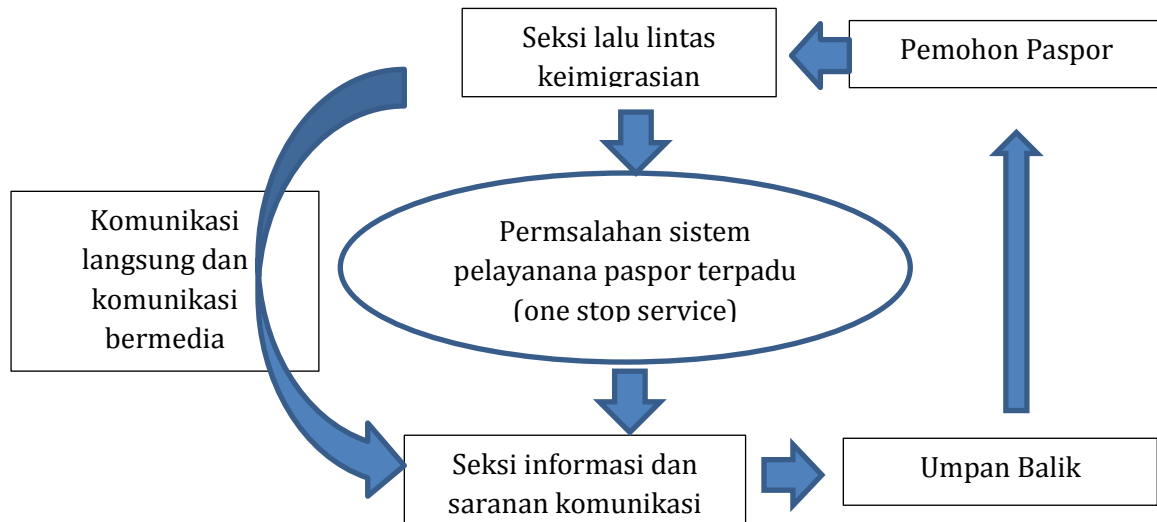 Seksi lalu lintas
keimigrasian
Pemohon Paspor
Komunikasi
langsung dan
komunikasi
bermedia
Permsalahan sistem
pelayanana paspor terpadu
(one stop service)
Seksi informasi dan
saranan komunikasi
Umpan Balik